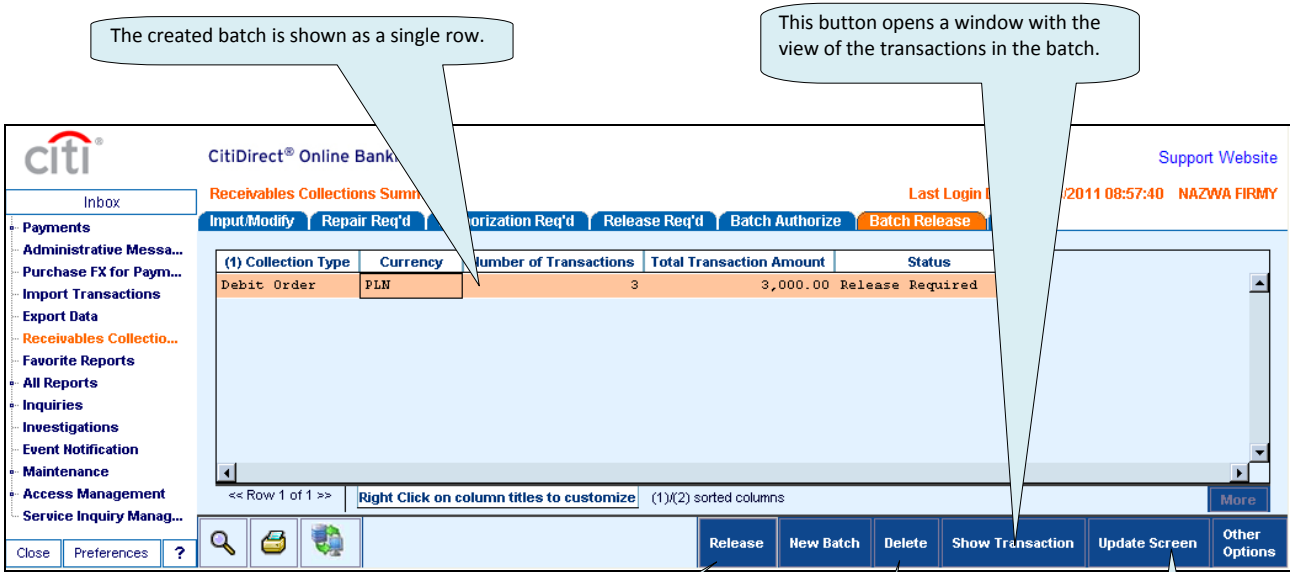 The created batch is shown as a single row.
This button opens a window with the
view of the transactions in the batch.
citi®
CitiDirect® Online
Support Website
Inbox
Receivables Collections
Last Login
2011 08:57:40 NAZWA FIRMY
Input/Modify Repair Req'd Release Req'd Batch Authorize Batch Release
Payments
Administrative Messa...
Purchase FX for Paym...
Import Transactions
Export Data
Receivables Collectio...
Favorite Reports
All Reports
Inquiries
Investigations
Event Notification
Maintenance
Access Management
Service Inquiry Manag...
(1) Collection Type Currency Number of Transactions Total Transaction Amount Status
Debit Order PLN 3 3,000.00 Release Required
<< Row 1 of 1 >> Right Click on column titles to customize (1)/(2) sorted columns More
Close Preferences ?
Release New Batch Delete Show Transaction Update Screen Other
Options